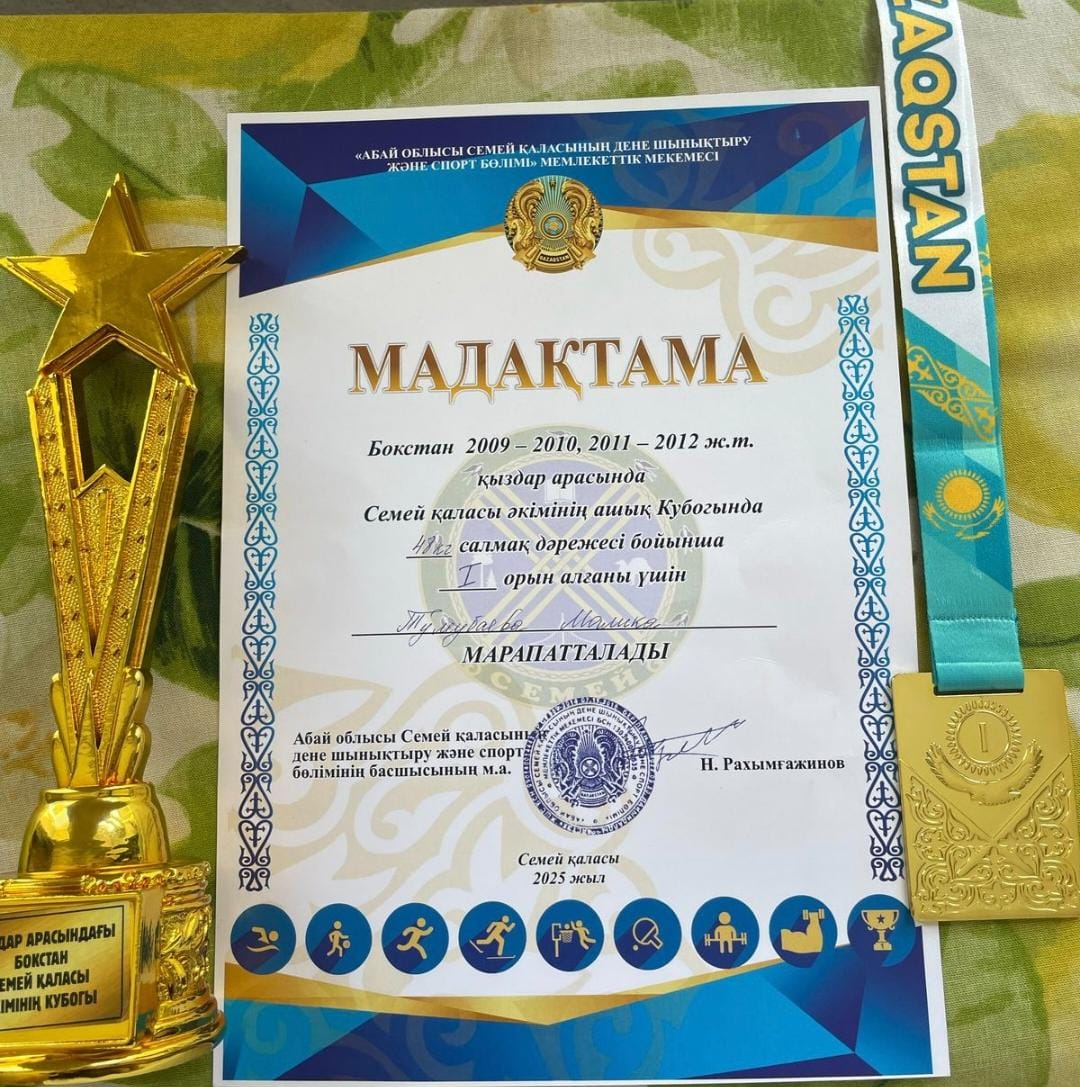 «АБАЙ ОБЛЫСЫ СЕМЕЙ ҚАЛАСЫНЫҢ ДЕНЕ ШЫНЫҚТЫРУ
ЖӘНЕ СПОРТ БӨЛІМІ» МЕМЛЕКЕТТІК МЕКЕМЕСІ
QAZAQSTAN
МАДАҚТАМА
Бокстан 2009 – 2010, 2011 – 2012 ж.т.
қыздар арасында
Семей қаласы әкімінің ашық Кубогында
48кг салмақ дәрежесі бойынша
I орын алғаны үшін
МАРАПАТТАЛАДЫ
СЕМЕЙ
Абай облысы Семей қаласының
дене шынықтыру және спорт
бөлімінің басшысының м.а.
Н. Рахымғажинов
Семей қаласы
2025 жыл
ДАР АРАСЫНДАҒЫ
БОКСТАН
ЕМЕЙ ҚАЛАСЫ
ІМІНІҢ КУБОГЫ
ZAQSTAN
I